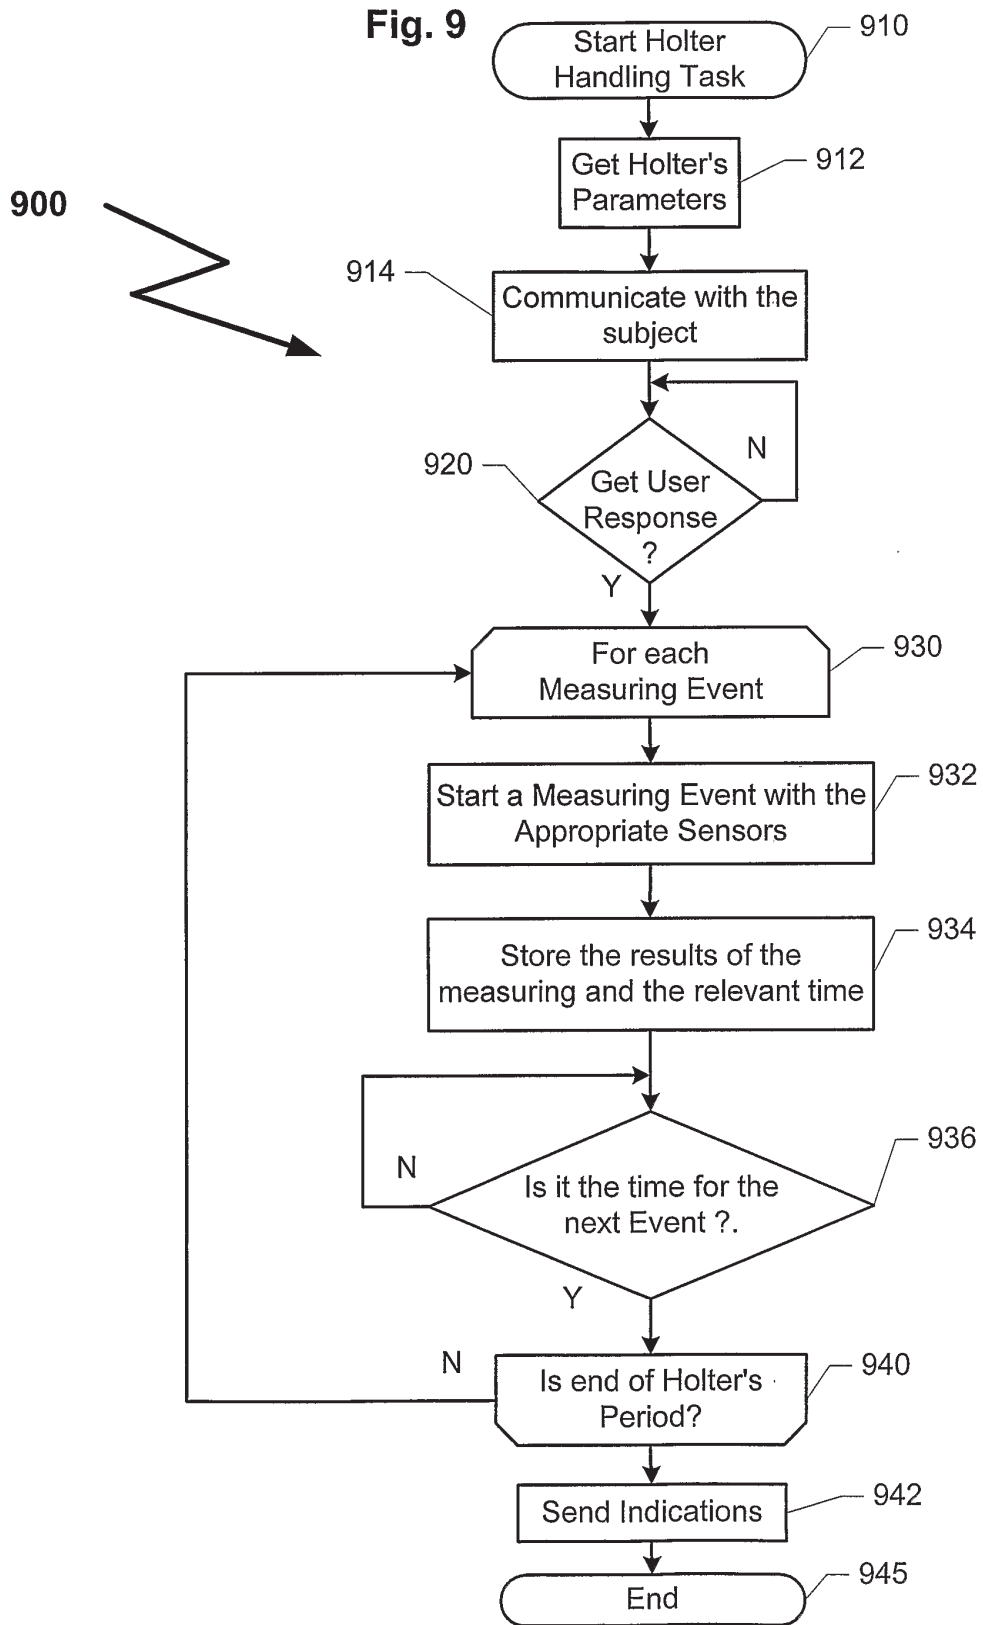 Fig. 9
Start Holter
Handling Task
910
Get Holter's
Parameters
912
900
914
Communicate with the
subject
920
N
Get User
Response
?
Y
For each
Measuring Event
930
Start a Measuring Event with the
Appropriate Sensors
932
Store the results of the
measuring and the relevant time
934
N
Is it the time for the
next Event ?.
936
Y
N
Is end of Holter's
Period?
940
Send Indications
942
End
945